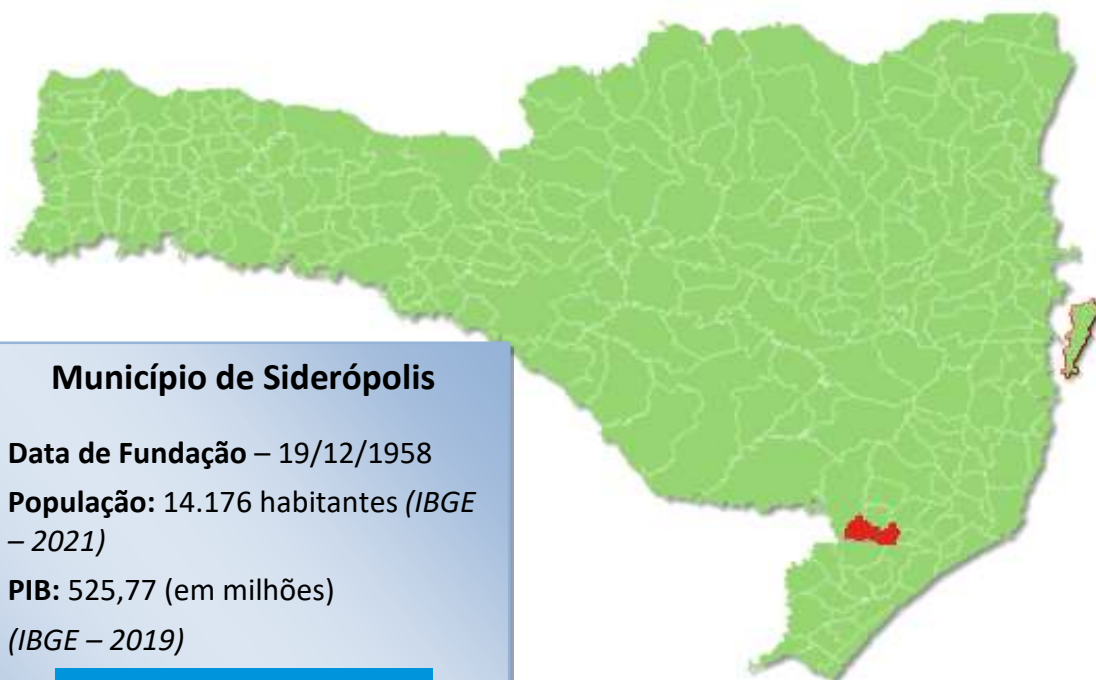 Município de Siderópolis
Data de Fundação – 19/12/1958
População: 14.176 habitantes (IBGE
– 2021)
PIB: 525,77 (em milhões)
(IBGE – 2019)